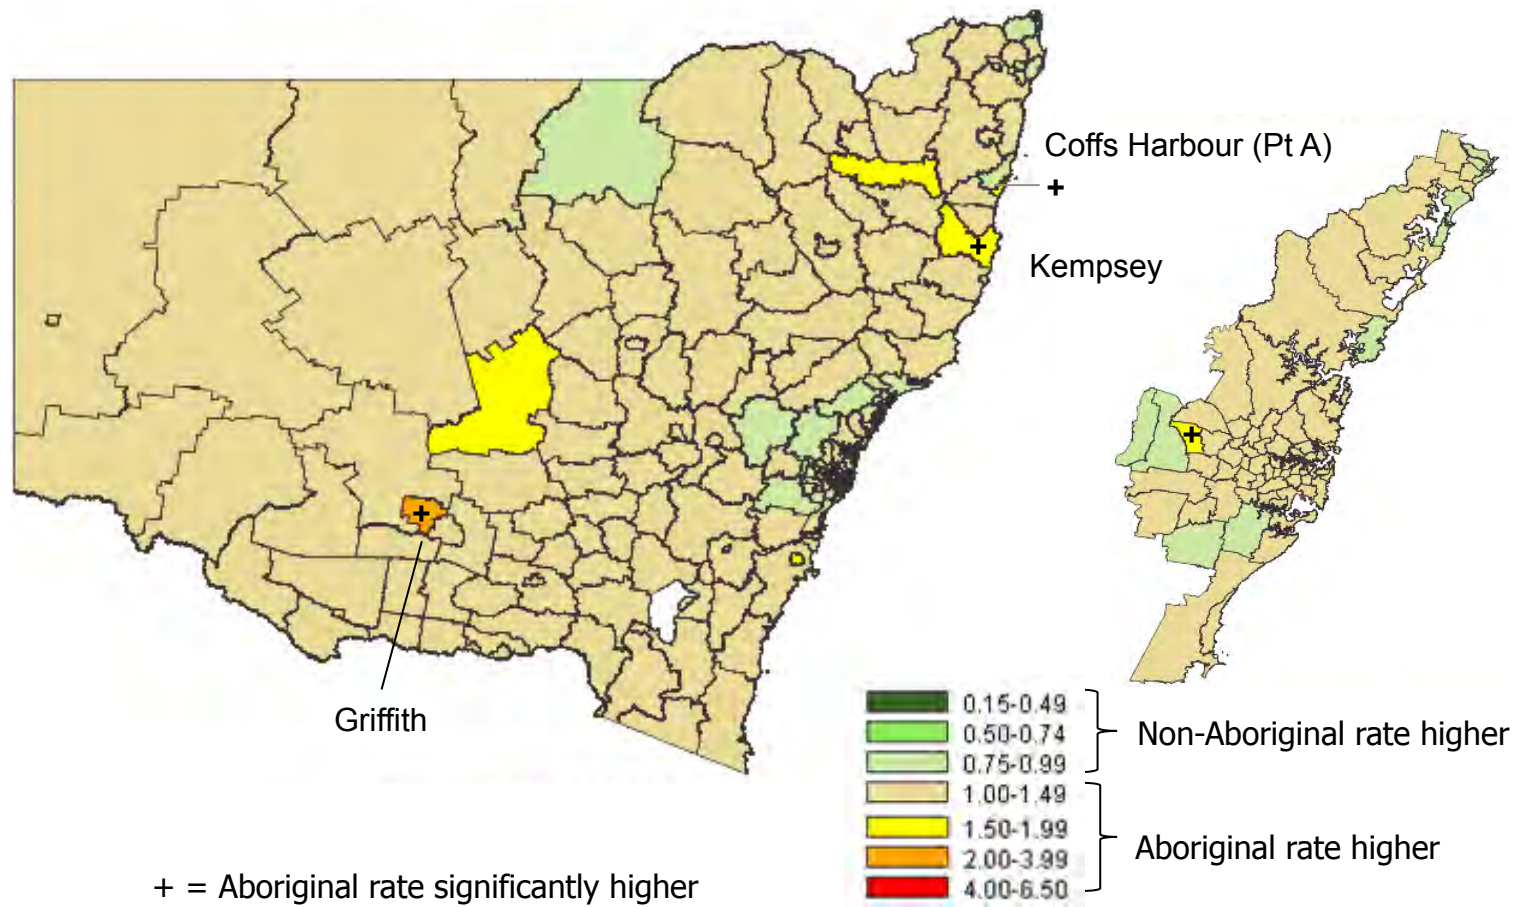 Coffs Harbour (Pt A)
+
Kempsey
+
+
+
Griffith
0.15-0.49
0.50-0.74
0.75-0.99
Non-Aboriginal rate higher
1.00-1.49
1.50-1.99
2.00-3.99
4.00-6.50
Aboriginal rate higher
+ = Aboriginal rate significantly higher